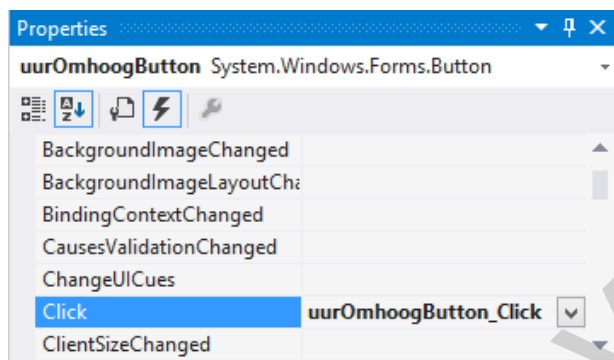 Properties
uurOmhoogButton System.Windows.Forms.Button
BackgroundImageChanged
BackgroundImageLayoutCha
BindingContextChanged
CausesValidationChanged
ChangeUICues
Click uurOmhoogButton_Click
ClientSizeChanged